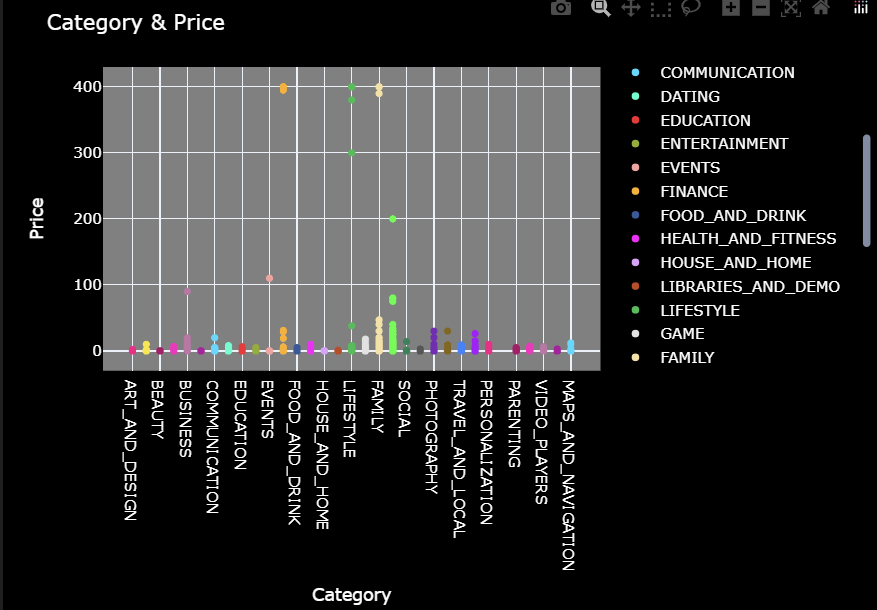 Category & Price
400
300
200
100
0
Price
ART_AND_DESIGN
BEAUTY
BUSINESS
COMMUNICATION
EDUCATION
EVENTS
FOOD_AND_DRINK
HOUSE_AND_HOME
LIFESTYLE
FAMILY
SOCIAL
PHOTOGRAPHY
TRAVEL_AND_LOCAL
PERSONALIZATION
PARENTING
VIDEO_PLAYERS
MAPS_AND_NAVIGATION
Category
COMMUNICATION
DATING
EDUCATION
ENTERTAINMENT
EVENTS
FINANCE
FOOD_AND_DRINK
HEALTH_AND_FITNESS
HOUSE_AND_HOME
LIBRARIES_AND_DEMO
LIFESTYLE
GAME
FAMILY